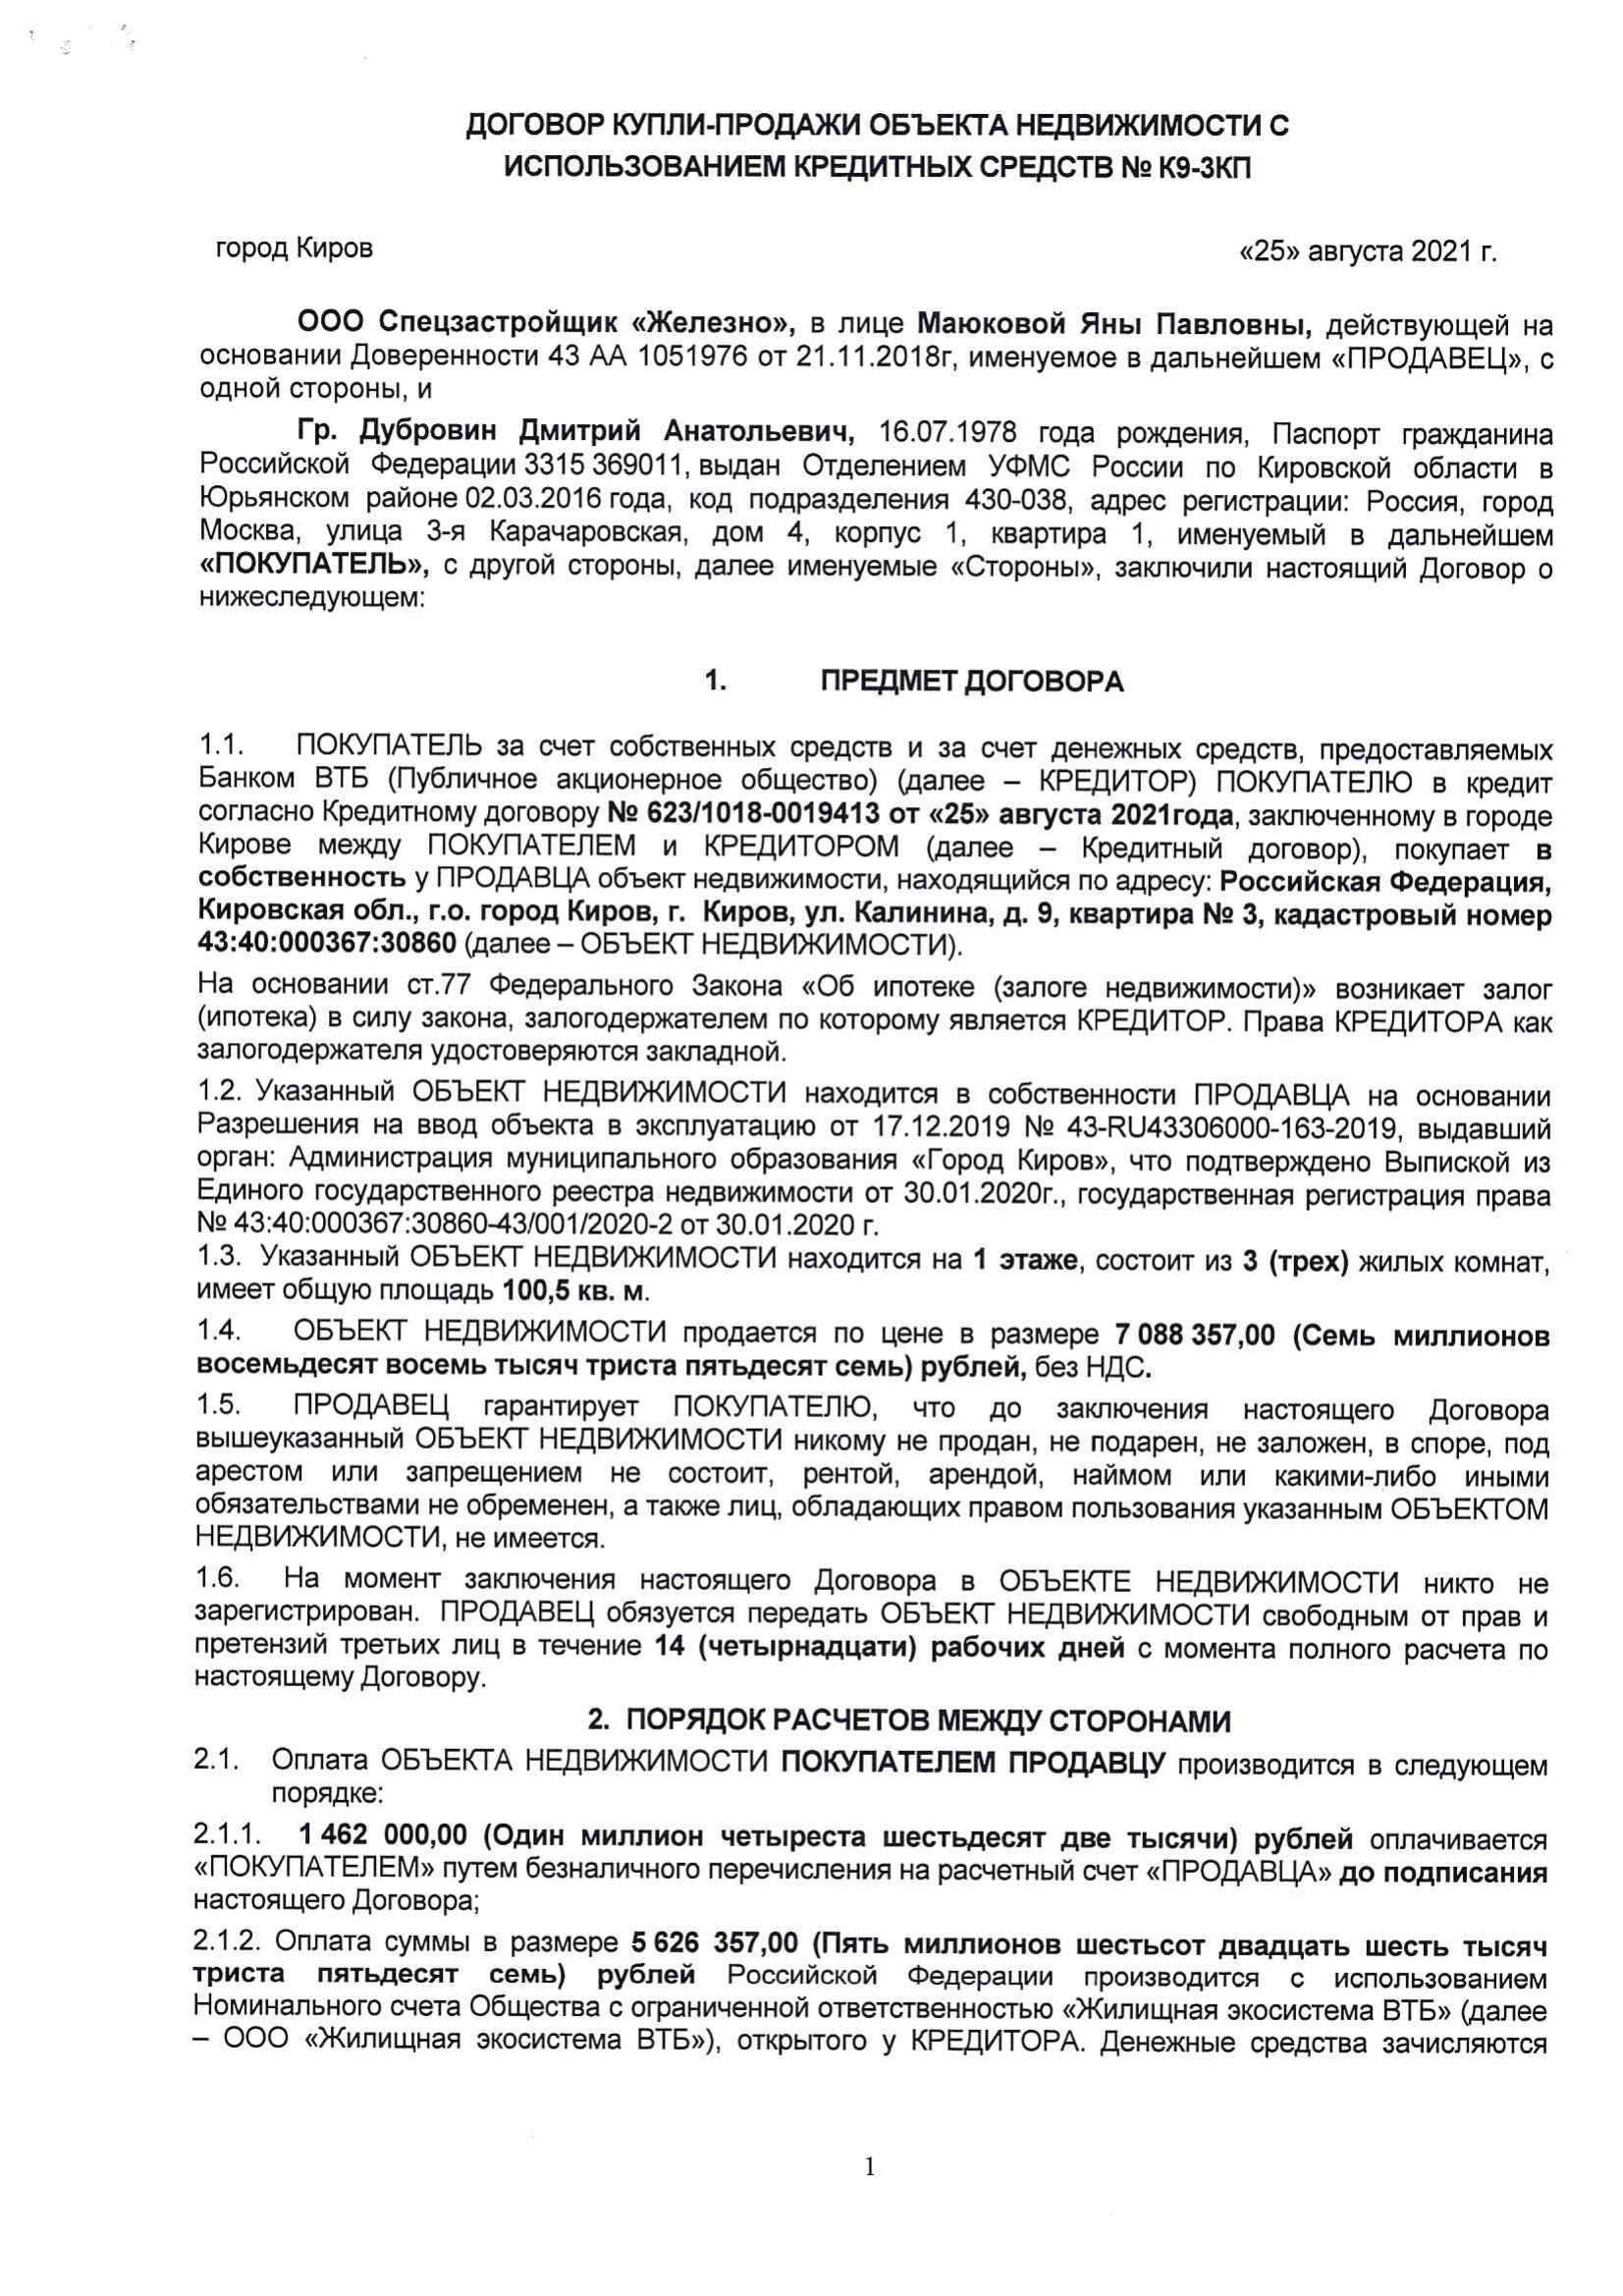 ДОГОВОР КУПЛИ-ПРОДАЖИ ОБЪЕКТА НЕДВИЖИМОСТИ С
ИСПОЛЬЗОВАНИЕМ КРЕДИТНЫХ СРЕДСТВ № К9-3КП
город Киров «25» августа 2021 г.
ООО Спецзастройщик «Железно», в лице Маюковой Яны Павловны, действующей на
основании Доверенности 43 АА 1051976 от 21.11.2018г, именуемое в дальнейшем «ПРОДАВЕЦ», с
одной стороны, и
Гр. Дубровин Дмитрий Анатольевич, 16.07.1978 года рождения, Паспорт гражданина
Российской Федерации 3315 369011, выдан Отделением УФМС России по Кировской области в
Юрьянском районе 02.03.2016 года, код подразделения 430-038, адрес регистрации: Россия, город
Москва, улица 3-я Карачаровская, дом 4, корпус 1, квартира 1, именуемый в дальнейшем
«ПОКУПАТЕЛЬ», с другой стороны, далее именуемые «Стороны», заключили настоящий Договор о
нижеследующем:
1. ПРЕДМЕТ ДОГОВОРА
1.1. ПОКУПАТЕЛЬ за счет собственных средств и за счет денежных средств, предоставляемых
Банком ВТБ (Публичное акционерное общество) (далее – КРЕДИТОР) ПОКУПАТЕЛЮ в кредит
согласно Кредитному договору № 623/1018-0019413 от «25» августа 2021года, заключенному в городе
Кирове между ПОКУПАТЕЛЕМ и КРЕДИТОРОМ (далее – Кредитный договор), покупает в
собственность у ПРОДАВЦА объект недвижимости, находящийся по адресу: Российская Федерация,
Кировская обл., г.о. город Киров, г. Киров, ул. Калинина, д. 9, квартира № 3, кадастровый номер
43:40:000367:30860 (далее – ОБЪЕКТ НЕДВИЖИМОСТИ).
На основании ст.77 Федерального Закона «Об ипотеке (залоге недвижимости)» возникает залог
(ипотека) в силу закона, залогодержателем по которому является КРЕДИТОР. Права КРЕДИТОРА как
залогодержателя удостоверяются закладной.
1.2. Указанный ОБЪЕКТ НЕДВИЖИМОСТИ находится в собственности ПРОДАВЦА на основании
Разрешения на ввод объекта в эксплуатацию от 17.12.2019 № 43-RU43306000-163-2019, выдавший
орган: Администрация муниципального образования «Город Киров», что подтверждено Выпиской из
Единого государственного реестра недвижимости от 30.01.2020г., государственная регистрация права
№ 43:40:000367:30860-43/001/2020-2 от 30.01.2020 г.
1.3. Указанный ОБЪЕКТ НЕДВИЖИМОСТИ находится на 1 этаже, состоит из 3 (трех) жилых комнат,
имеет общую площадь 100,5 кв. м.
1.4. ОБЪЕКТ НЕДВИЖИМОСТИ продается по цене в размере 7 088 357,00 (Семь миллионов
восемьдесят восемь тысяч триста пятьдесят семь) рублей, без НДС.
1.5. ПРОДАВЕЦ гарантирует ПОКУПАТЕЛЮ, что до заключения настоящего Договора
вышеуказанный ОБЪЕКТ НЕДВИЖИМОСТИ никому не продан, не подарен, не заложен, в споре, под
арестом или запрещением не состоит, рентой, арендой, наймом или какими-либо иными
обязательствами не обременен, а также лиц, обладающих правом пользования указанным ОБЪЕКТОМ
НЕДВИЖИМОСТИ, не имеется.
1.6. На момент заключения настоящего Договора в ОБЪЕКТЕ НЕДВИЖИМОСТИ никто не
зарегистрирован. ПРОДАВЕЦ обязуется передать ОБЪЕКТ НЕДВИЖИМОСТИ свободным от прав и
претензий третьих лиц в течение 14 (четырнадцати) рабочих дней с момента полного расчета по
настоящему Договору.
2. ПОРЯДОК РАСЧЕТОВ МЕЖДУ СТОРОНАМИ
2.1. Оплата ОБЪЕКТА НЕДВИЖИМОСТИ ПОКУПАТЕЛЕМ ПРОДАВЦУ производится в следующем
порядке:
2.1.1. 1 462 000,00 (Один миллион четыреста шестьдесят две тысячи) рублей оплачивается
«ПОКУПАТЕЛЕМ» путем безналичного перечисления на расчетный счет «ПРОДАВЦА» до подписания
настоящего Договора;
2.1.2. Оплата суммы в размере 5 626 357,00 (Пять миллионов шестьсот двадцать шесть тысяч
триста пятьдесят семь) рублей Российской Федерации производится с использованием
Номинального счета Общества с ограниченной ответственностью «Жилищная экосистема ВТБ» (далее
– ООО «Жилищная экосистема ВТБ»), открытого у КРЕДИТОРА. Денежные средства зачисляются
1